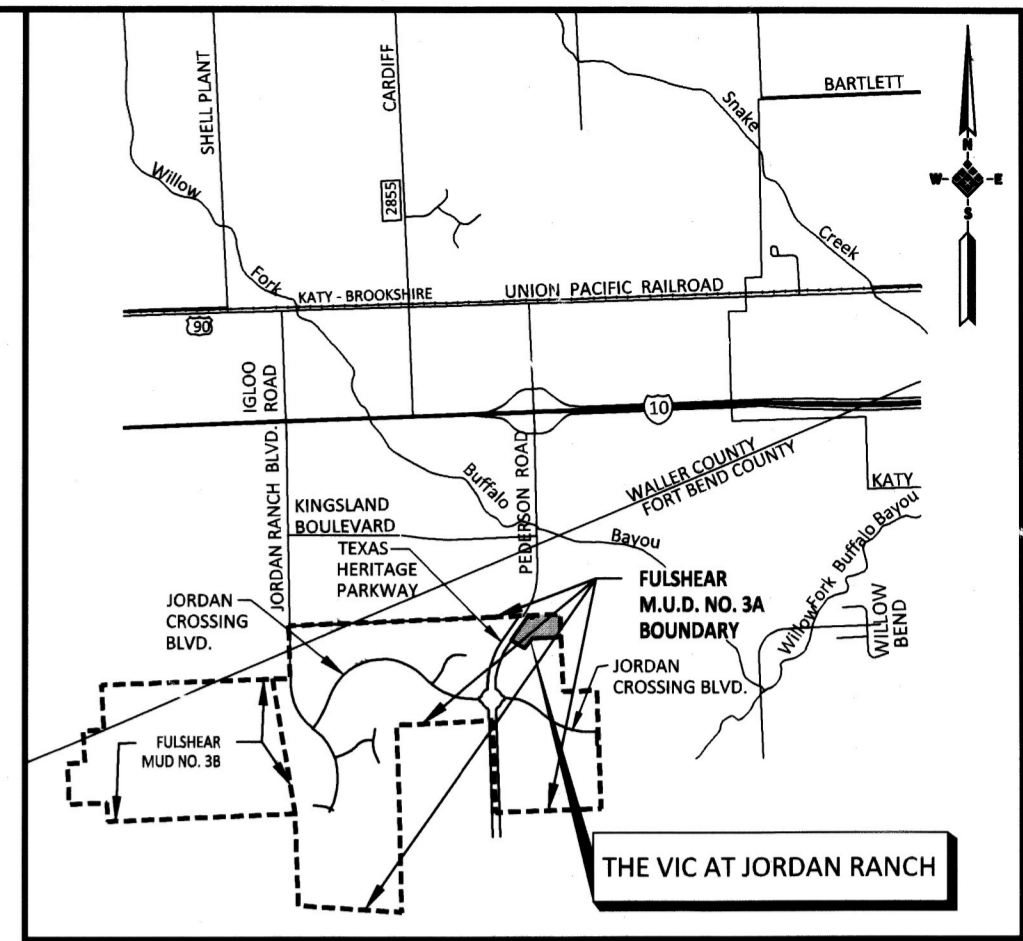 SHELL PLANT
CARDIFF
BARTLETT
Snake
Creek
N
W
E
S
Willow
Fork
2855
KATY - BROOKSHIRE
UNION PACIFIC RAILROAD
90
IGLOO
ROAD
10
JORDAN RANCH BLVD.
PEDERSON ROAD
WALLER COUNTY
FORT BEND COUNTY
KATY
Buffalo
Bayou
KINGSLAND
BOULEVARD
TEXAS
HERITAGE
PARKWAY
FULSHEAR
M.U.D. NO. 3A
BOUNDARY
Willow Fork Buffalo Bayou
WILLOW
BEND
JORDAN
CROSSING
BLVD.
JORDAN
CROSSING BLVD.
FULSHEAR
MUD NO. 3B
THE VIC AT JORDAN RANCH